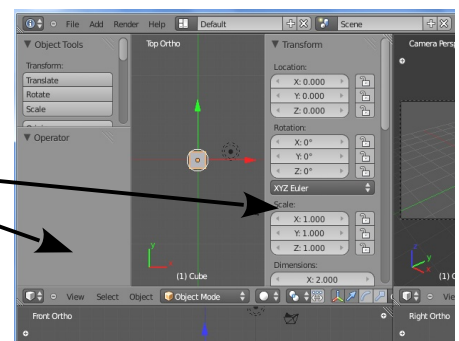 File Add Render Help Default Scene
Object Tools
Transform:
Translate
Rotate
Scale
Operator
Top Ortho
y
(1) Cube
Transform
Location:
X: 0.000
Y: 0.000
Z: 0.000
Rotation:
X: 0°
Y: 0°
Z: 0°
XYZ Euler
Scale:
X: 1.000
Y: 1.000
Z: 1.000
Dimensions:
X: 2.000
Camera Persp
z
y
x
(1) C
View Select Object Object Mode
Vie
Front Ortho
Right Ortho